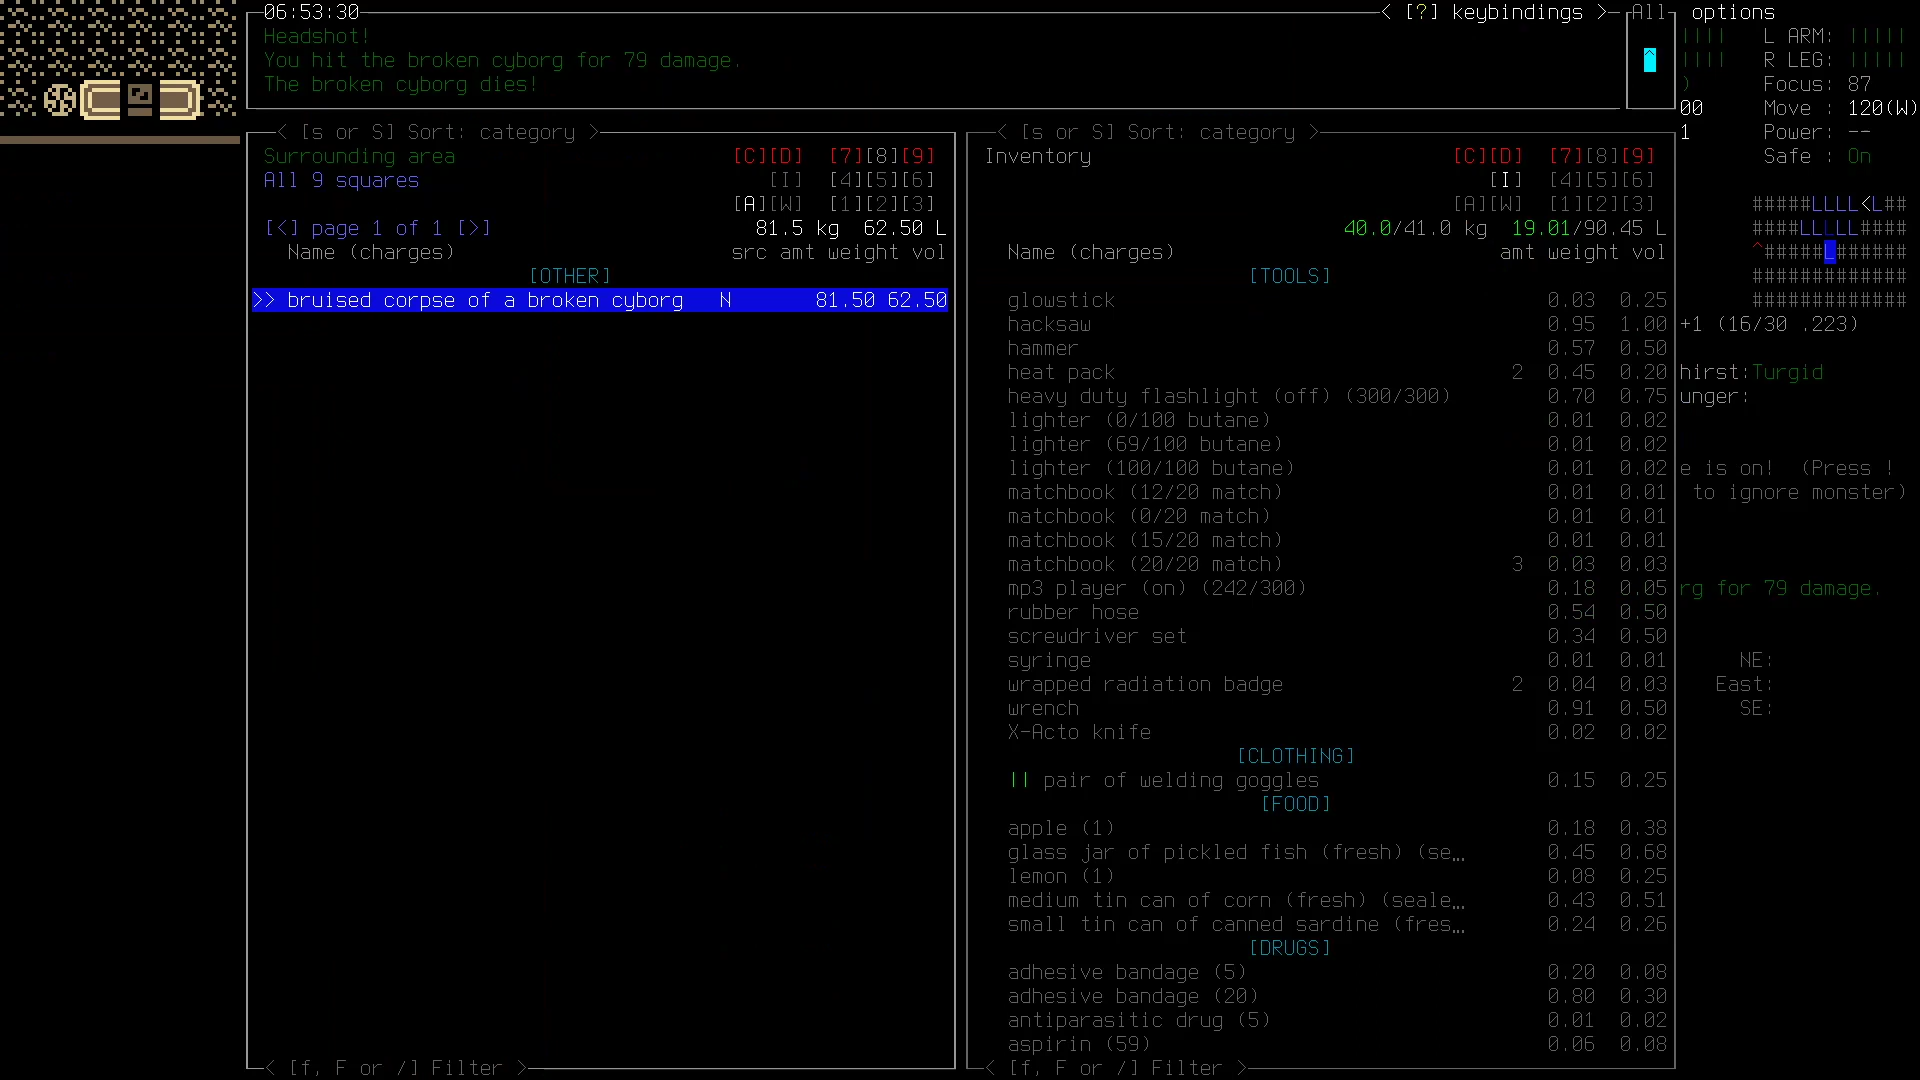 06:53:30 < [?] keybindings > All options
Headshot! L ARM: |||||
You hit the broken cyborg for 79 damage. ^ R LEG: |||||
The broken cyborg dies! ) Focus: 87
00 Move : 120(W)
< [s or S] Sort: category > < [s or S] Sort: category > 1 Power: --
Surrounding area [C][D] [7][8][9] Inventory [C][D] [7][8][9] Safe : On
All 9 squares [I] [4][5][6] [I] [4][5][6]
[A][W] [1][2][3] [A][W] [1][2][3] #####LLLL<L##
[<] page 1 of 1 [>] 81.5 kg 62.50 L 40.0/41.0 kg 19.01/90.45 L ####LLLLL####
Name (charges) src amt weight vol Name (charges) amt weight vol ^#####L######
[OTHER] [TOOLS] #############
>> bruised corpse of a broken cyborg N 81.50 62.50 glowstick 0.03 0.25 #############
hacksaw 0.95 1.00 +1 (16/30 .223)
hammer 0.57 0.50
heat pack 2 0.45 0.20 hirst:Turgid
heavy duty flashlight (off) (300/300) 0.70 0.75 unger:
lighter (0/100 butane) 0.01 0.02
lighter (69/100 butane) 0.01 0.02
lighter (100/100 butane) 0.01 0.02 e is on! (Press !
matchbook (12/20 match) 0.01 0.01 to ignore monster)
matchbook (0/20 match) 0.01 0.01
matchbook (15/20 match) 0.01 0.01
matchbook (20/20 match) 3 0.03 0.03
mp3 player (on) (242/300) 0.18 0.05 rg for 79 damage.
rubber hose 0.54 0.50
screwdriver set 0.34 0.50
syringe 0.01 0.01 NE:
wrapped radiation badge 2 0.04 0.03 East:
wrench 0.91 0.50 SE:
X-Acto knife 0.02 0.02
[CLOTHING]
|| pair of welding goggles 0.15 0.25
[FOOD]
apple (1) 0.18 0.38
glass jar of pickled fish (fresh) (se… 0.45 0.68
lemon (1) 0.08 0.25
medium tin can of corn (fresh) (seale… 0.43 0.51
small tin can of canned sardine (fres… 0.24 0.26
[DRUGS]
adhesive bandage (5) 0.20 0.08
adhesive bandage (20) 0.80 0.30
antiparasitic drug (5) 0.01 0.02
aspirin (59) 0.06 0.08
< [f, F or /] Filter > < [f, F or /] Filter >